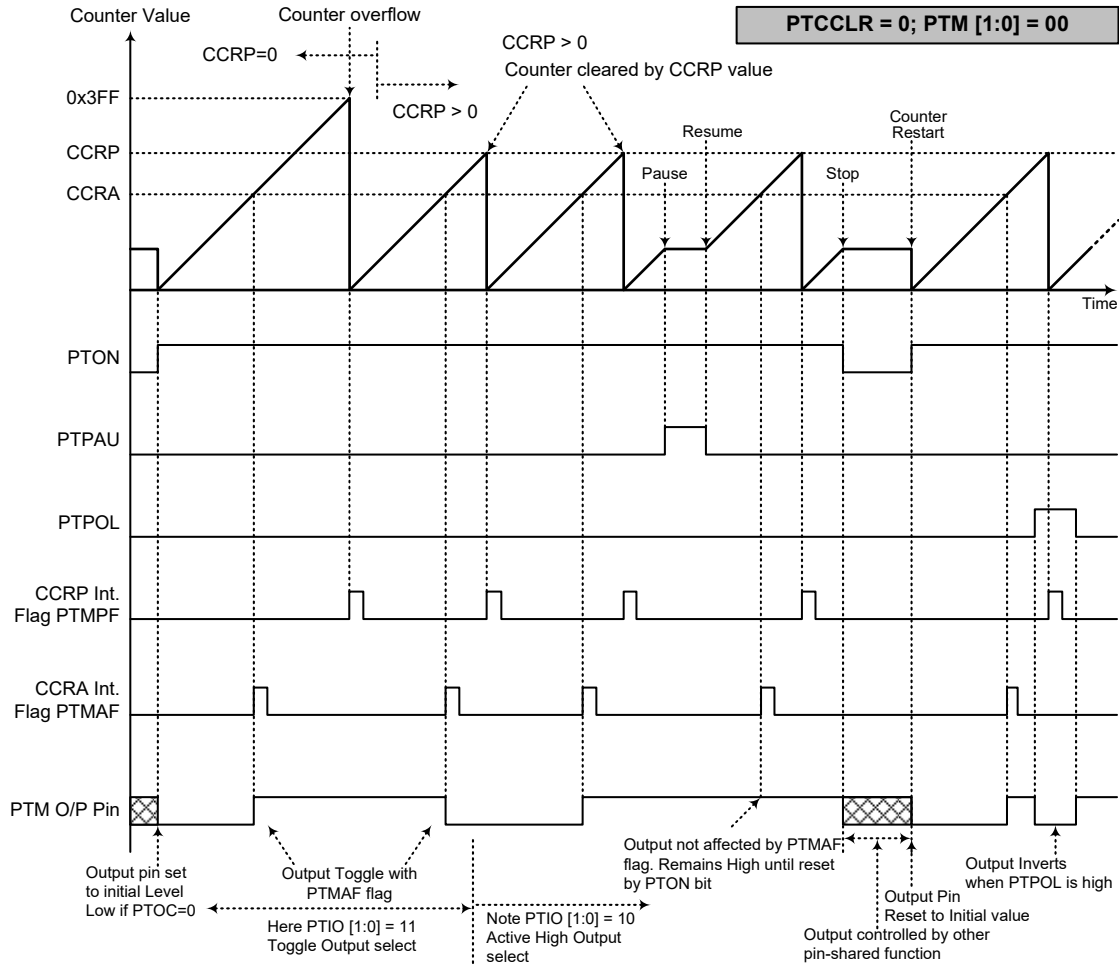 Counter Value
Counter overflow
PTCCLR = 0; PTM [1:0] = 00
CCRP=0
CCRP > 0
Counter cleared by CCRP value
CCRP > 0
0x3FF
CCRP
CCRA
Pause
Resume
Stop
Counter
Restart
Time
PTON
PTPAU
PTPOL
CCRP Int.
Flag PTMPF
CCRA Int.
Flag PTMAF
PTM O/P Pin
Output pin set
to initial Level
Low if PTOC=0
Output Toggle with
PTMAF flag
Here PTIO [1:0] = 11
Toggle Output select
Note PTIO [1:0] = 10
Active High Output
select
Output not affected by PTMAF
flag. Remains High until reset
by PTON bit
Output Pin
Reset to Initial value
Output controlled by other
pin-shared function
Output Inverts
when PTPOL is high